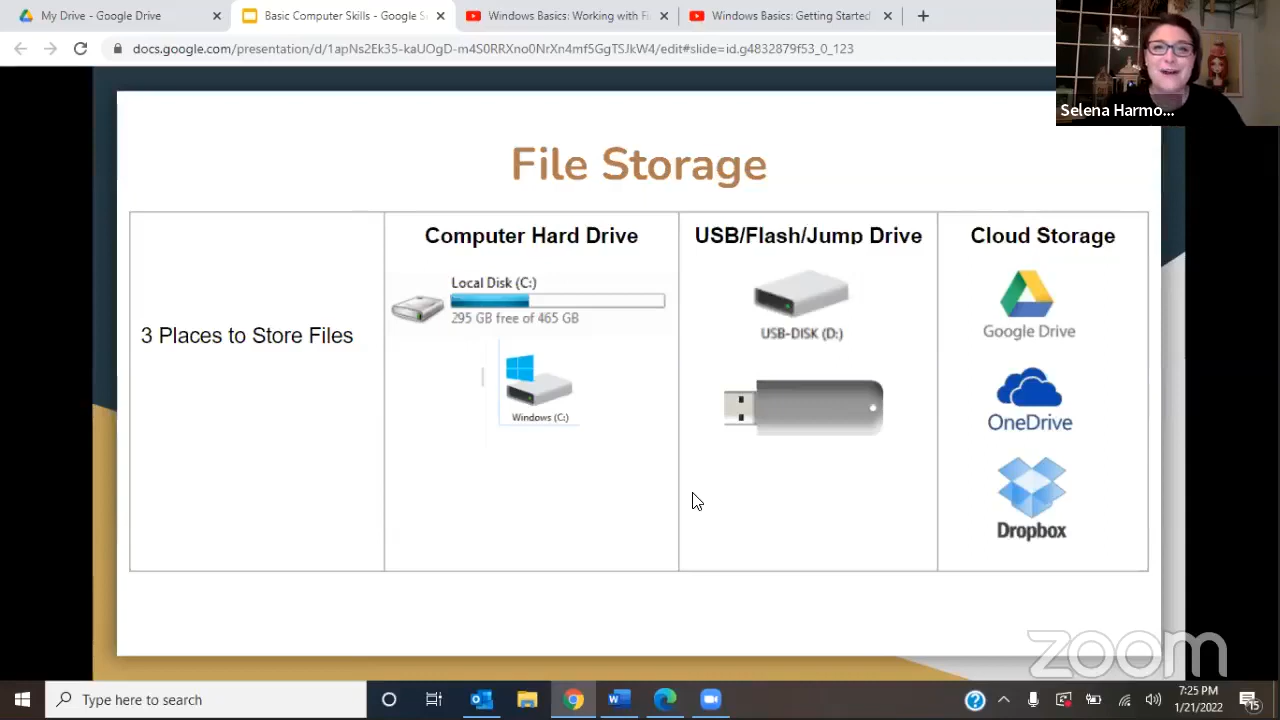 My Drive - Google Drive
Basic Computer Skills - Google S
Windows Basics: Working with Fi
Windows Basics: Getting Started
docs.google.com/presentation/d/1apNs2Ek35-kaUOgD-m4S0RRXno0NrXn4mf5GgTSJkW4/edit#slide=id.g4832879f53_0_123
Selena Harmo...
File Storage
Computer Hard Drive
USB/Flash/Jump Drive
Cloud Storage
3 Places to Store Files
Local Disk (C:)
295 GB free of 465 GB
Windows (C:)
USB-DISK (D:)
Google Drive
OneDrive
Dropbox
zoom
Type here to search
7:25 PM
1/21/2022
15